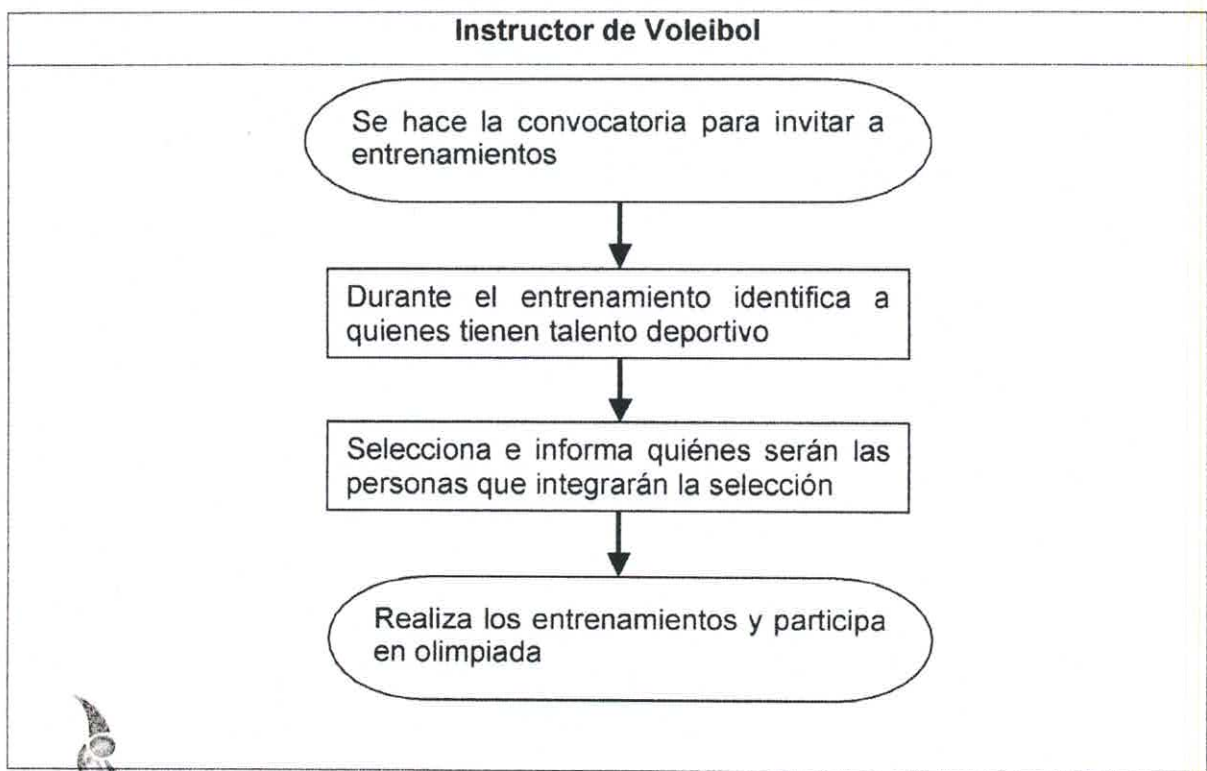 Instructor de Voleibol
Se hace la convocatoria para invitar a
entrenamientos
Durante el entrenamiento identifica a
quienes tienen talento deportivo
Selecciona e informa quiénes serán las
personas que integrarán la selección
Realiza los entrenamientos y participa
en olimpiada